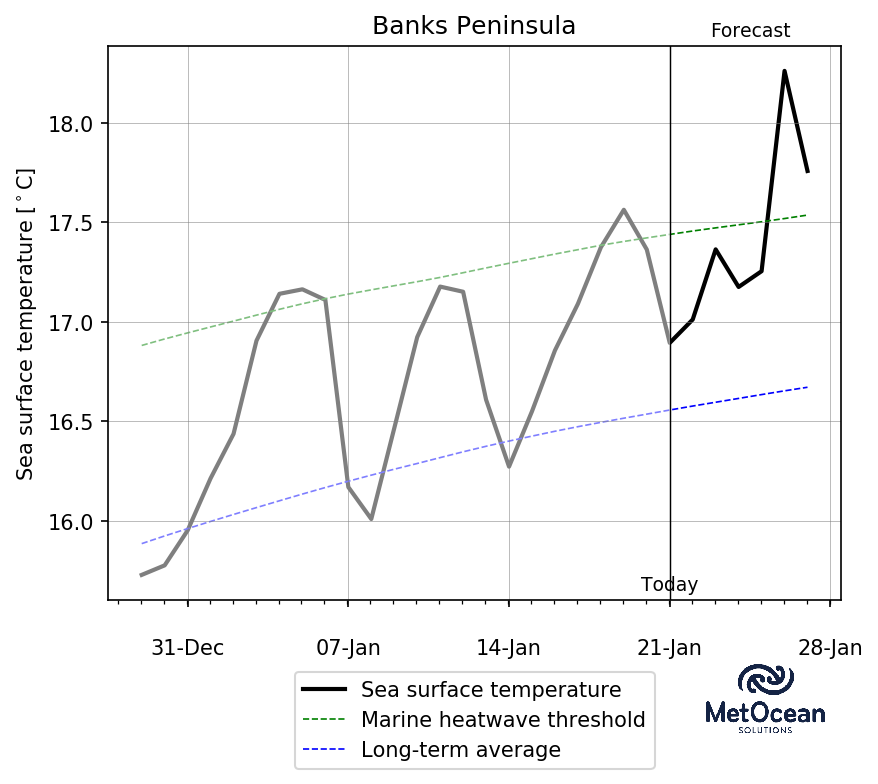 Banks Peninsula
Forecast
Sea surface temperature [°C]
18.0
17.5
17.0
16.5
16.0
Today
31-Dec
07-Jan
14-Jan
21-Jan
28-Jan
Sea surface temperature
Marine heatwave threshold
Long-term average
MetOcean
SOLUTIONS